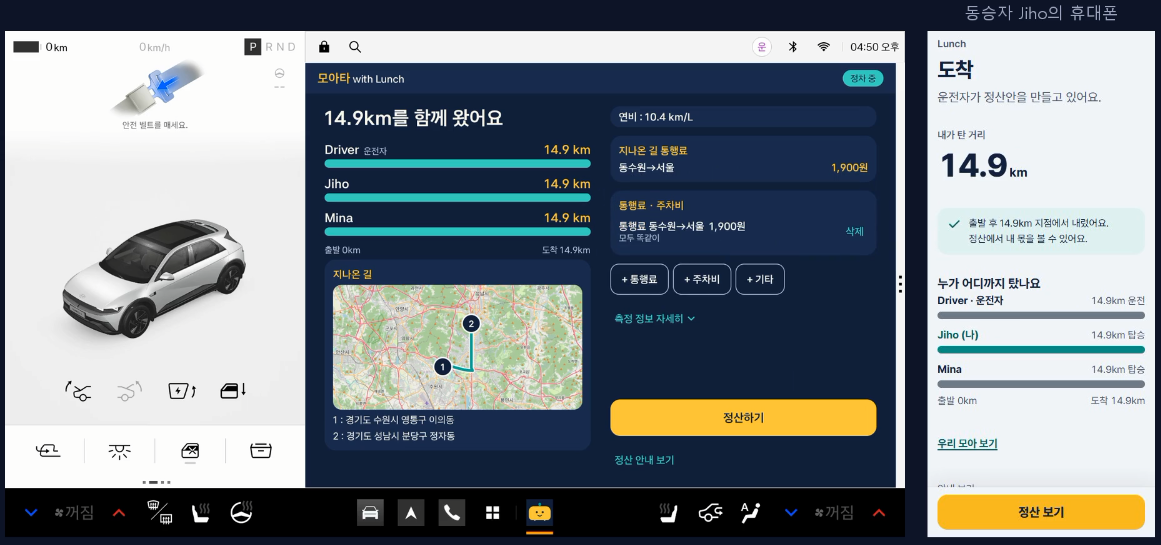 동승자 Jiho의 휴대폰
0km
0km/h
P R N D
안전 벨트를 매세요.
--
운
04:50 오후
모아타 with Lunch
정차 중
14.9km를 함께 왔어요
Driver 운전자
14.9 km
Jiho
14.9 km
Mina
14.9 km
출발 0km
도착 14.9km
지나온 길
2
1
1 : 경기도 수원시 영통구 이의동
2 : 경기도 성남시 분당구 정자동
연비 : 10.4 km/L
지나온 길 통행료
동수원→서울
1,900원
통행료 · 주차비
통행료 동수원→서울 1,900원
모두 똑같이
삭제
+ 통행료
+ 주차비
+ 기타
측정 정보 자세히
정산하기
정산 안내 보기
꺼짐
A
꺼짐
Lunch
도착
운전자가 정산안을 만들고 있어요.
내가 탄 거리
14.9km
출발 후 14.9km 지점에서 내렸어요.
정산에서 내 몫을 볼 수 있어요.
누가 어디까지 탔나요
Driver · 운전자
14.9km 운전
Jiho (나)
14.9km 탑승
Mina
14.9km 탑승
출발 0km
도착 14.9km
우리 모아 보기
정산 보기